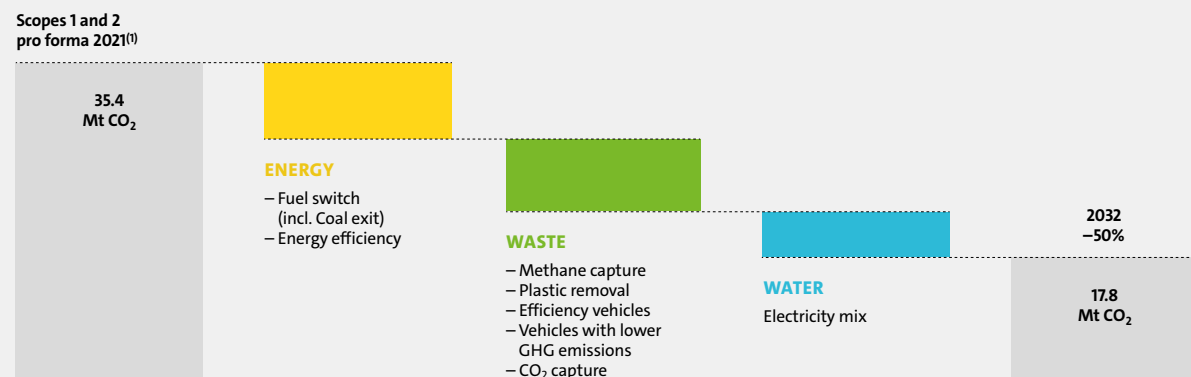 Scopes 1 and 2
pro forma 2021(1)
35.4
Mt CO₂
ENERGY
– Fuel switch
(incl. Coal exit)
– Energy efficiency
WASTE
– Methane capture
– Plastic removal
– Efficiency vehicles
– Vehicles with lower
GHG emissions
– CO₂ capture
WATER
Electricity mix
2032
–50%
17.8
Mt CO₂